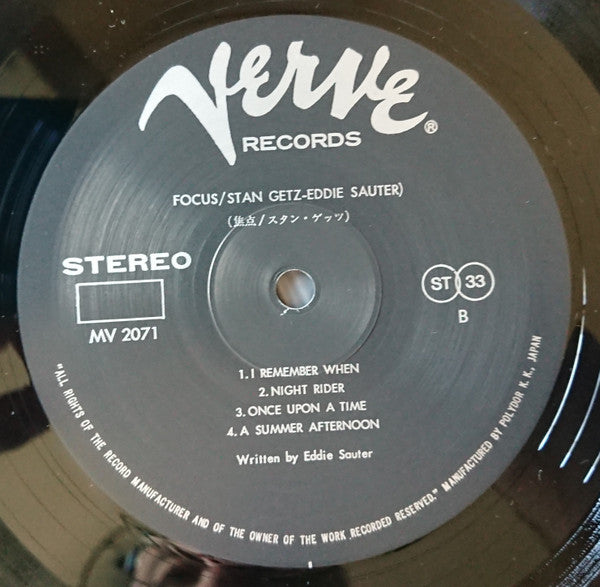 VERVE®
RECORDS
FOCUS/STAN GETZ-EDDIE SAUTER)
(焦点/スタン・ゲッツ)
STEREO
MV 2071
ST 33
B
1. I REMEMBER WHEN
2. NIGHT RIDER
3. ONCE UPON A TIME
4. A SUMMER AFTERNOON
Written by Eddie Sauter
"ALL RIGHTS OF THE RECORD MANUFACTURER AND OF THE OWNER OF THE WORK RECORDED RESERVED." MANUFACTURED BY POLYDOR K. K., JAPAN